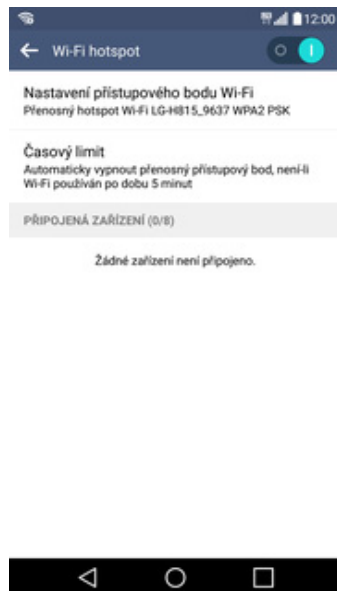 12:00
Wi-Fi hotspot
Nastavení přístupového bodu Wi-Fi
Přenosný hotspot Wi-Fi LG-H815_9637 WPA2 PSK
Časový limit
Automaticky vypnout přenosný přístupový bod, není-li
Wi-Fi používán po dobu 5 minut
PŘIPOJENÁ ZAŘÍZENÍ (0/8)
Žádné zařízení není připojeno.